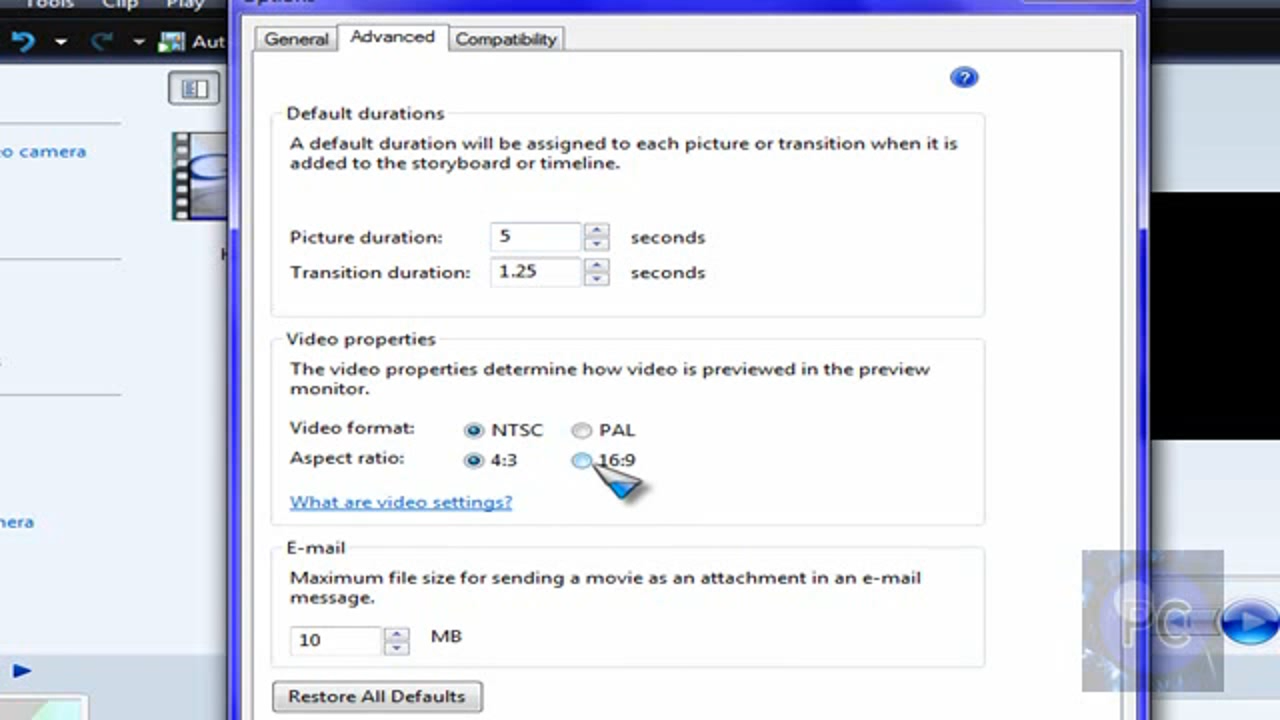 Tools Clip Play
Options
Aut
General Advanced Compatibility
o camera
Default durations
A default duration will be assigned to each picture or transition when it is
added to the storyboard or timeline.
Picture duration: 5 seconds
Transition duration: 1.25 seconds
Video properties
The video properties determine how video is previewed in the preview
monitor.
Video format: NTSC PAL
Aspect ratio: 4:3 16:9
What are video settings?
mera
E-mail
Maximum file size for sending a movie as an attachment in an e-mail
message.
10 MB
PC
Restore All Defaults